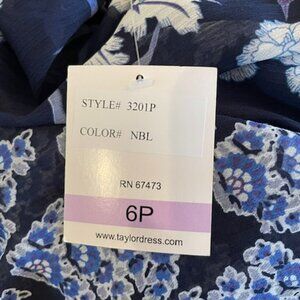 STYLE# 3201P
COLOR# NBL
RN 67473
6P
www.taylordress.com